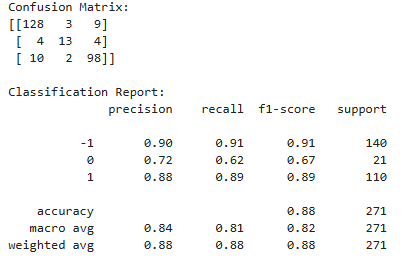 Confusion Matrix:
[[128   3   9]
 [  4  13   4]
 [ 10   2  98]]
Classification Report:
              precision    recall  f1-score   support
          -1       0.90      0.91      0.91       140
           0       0.72      0.62      0.67        21
           1       0.88      0.89      0.89       110
    accuracy                           0.88       271
   macro avg       0.84      0.81      0.82       271
weighted avg       0.88      0.88      0.88       271